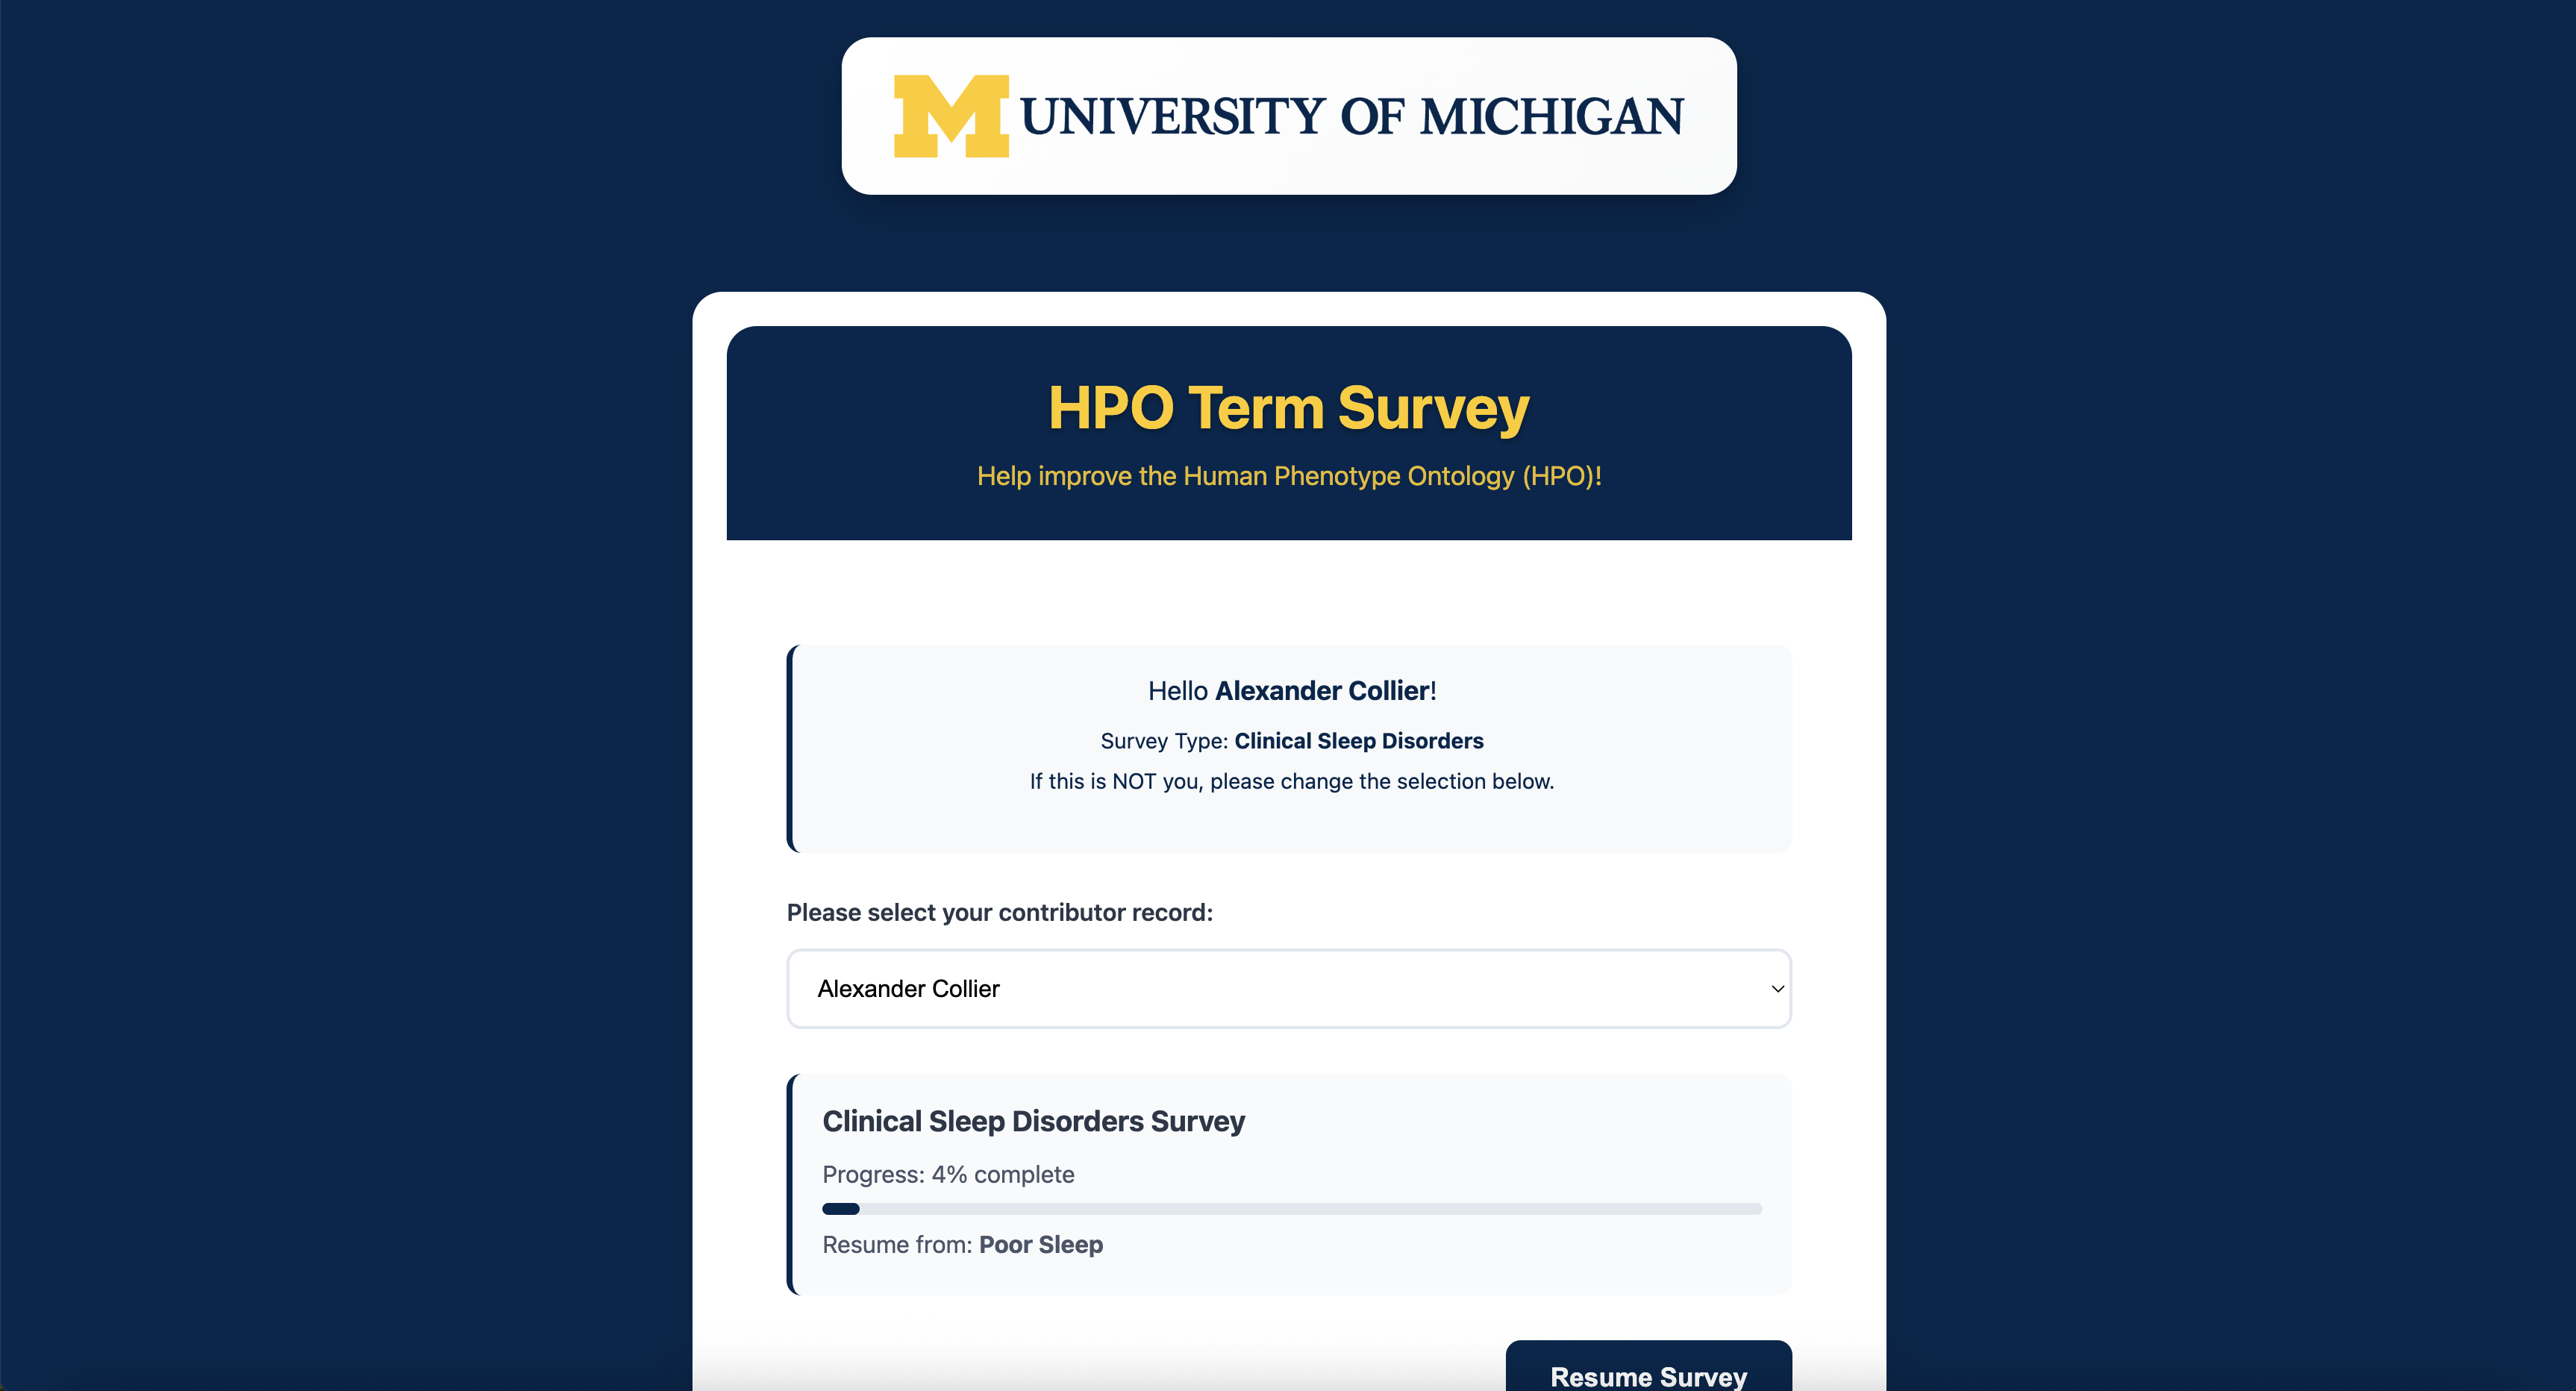 M UNIVERSITY OF MICHIGAN
HPO Term Survey
Help improve the Human Phenotype Ontology (HPO)!
Hello Alexander Collier!
Survey Type: Clinical Sleep Disorders
If this is NOT you, please change the selection below.
Please select your contributor record:
Alexander Collier
Clinical Sleep Disorders Survey
Progress: 4% complete
Resume from: Poor Sleep
Resume Survey